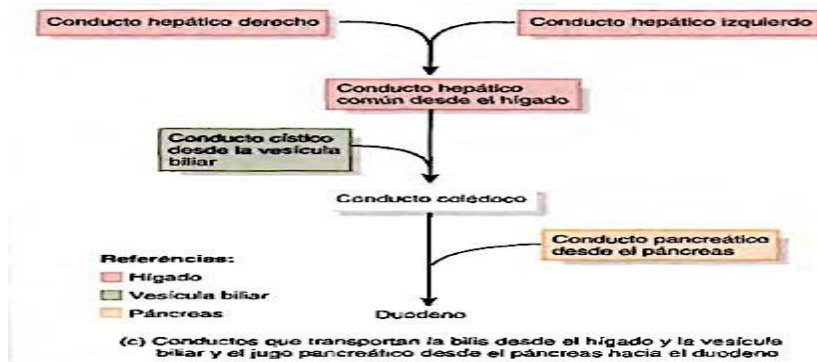 Conducto hepático derecho
Conducto hepático izquierdo
Conducto hepático
común desde el hígado
Conducto cístico
desde la vesícula
biliar
Conducto colédoco
Conducto pancreático
desde el páncreas
Referencias:
Hígado
Vesícula biliar
Páncreas
Duodeno
(c) Conductos que transportan la bilis desde el hígado y la vesícula
biliar y el jugo pancreático desde el páncreas hacia el duodeno